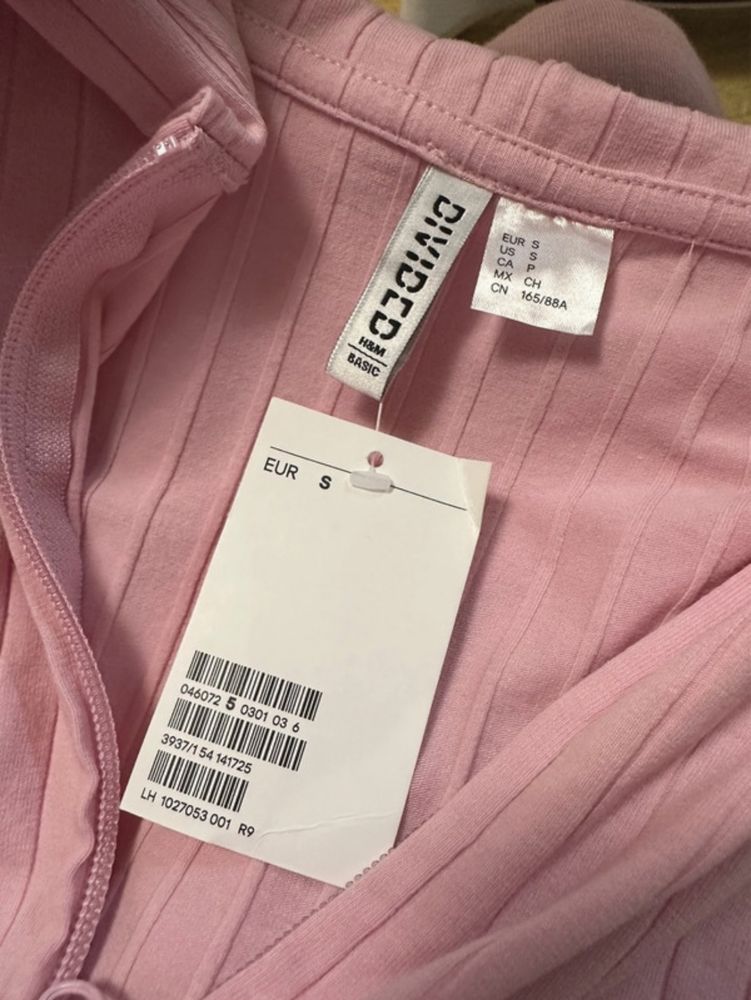 DIVIDED
H&M
BASIC
EUR S
US S
CA P
MX CH
CN 165/88A
EUR S
046072 5 0301 03 6
3937/1 54 141725
LH 1027053 001 R9